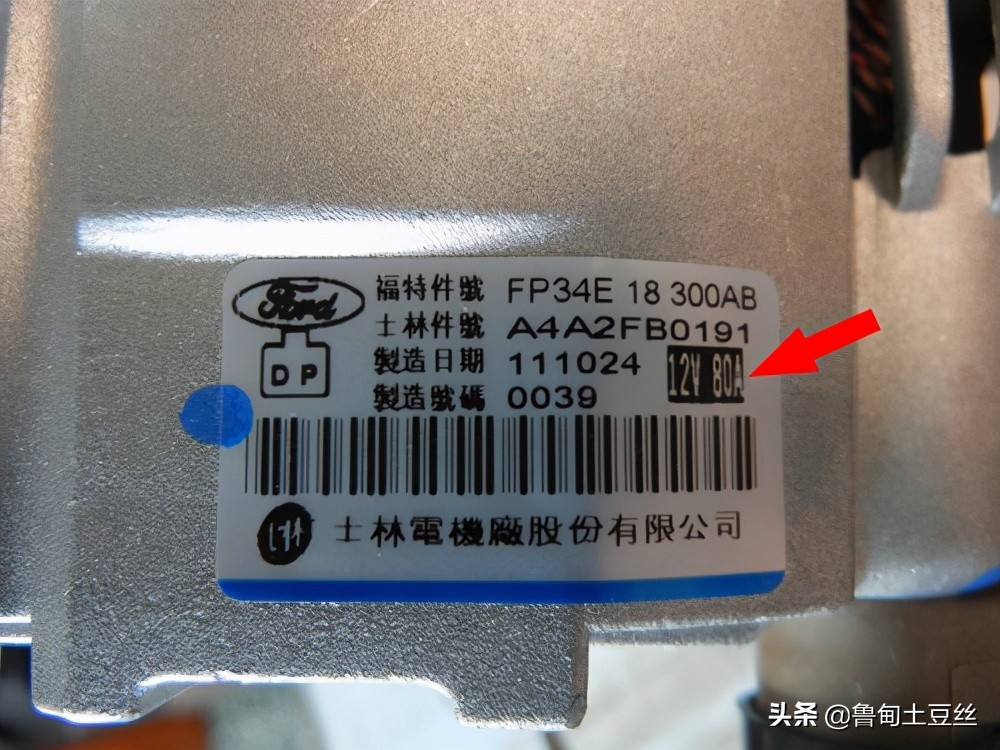 Ford
DP
福特件號 FP34E 18 300AB
士林件號 A4A2FB0191
製造日期 111024 12V 80A
製造號碼 0039
士林電機廠股份有限公司
头条 @鲁甸土豆丝